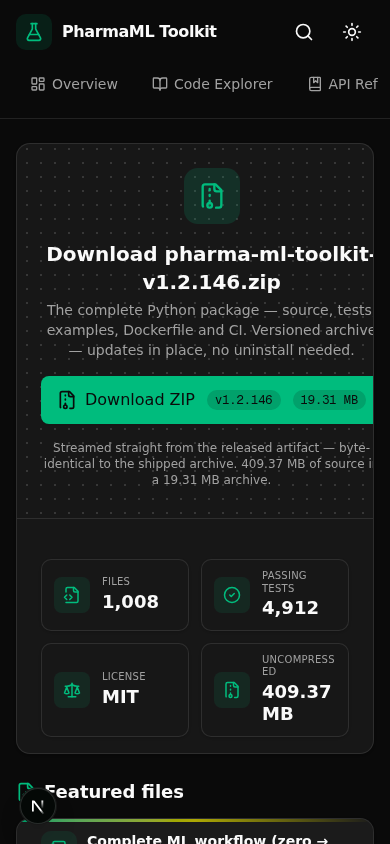 PharmaML Toolkit
Overview
Code Explorer
API Ref
Download pharma-ml-toolkit-
v1.2.146.zip
The complete Python package — source, tests
examples, Dockerfile and CI. Versioned archive
— updates in place, no uninstall needed.
Download ZIP v1.2.146 19.31 MB
Streamed straight from the released artifact — byte-
identical to the shipped archive. 409.37 MB of source i
a 19.31 MB archive.
FILES
1,008
PASSING
TESTS
4,912
LICENSE
MIT
UNCOMPRESS
ED
409.37
MB
Featured files
N
Complete ML workflow (zero →